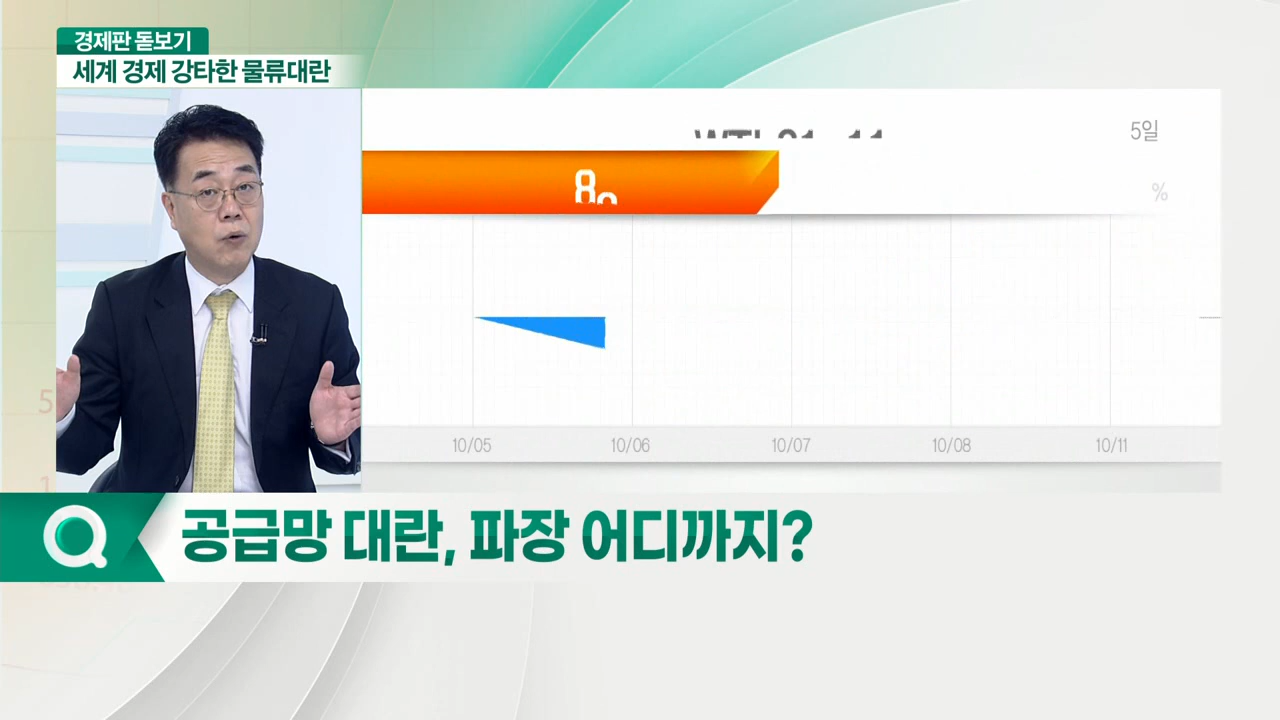 경제판 돋보기
세계 경제 강타한 물류대란
5일
%
10/05
10/06
10/07
10/08
10/11
공급망 대란, 파장 어디까지?